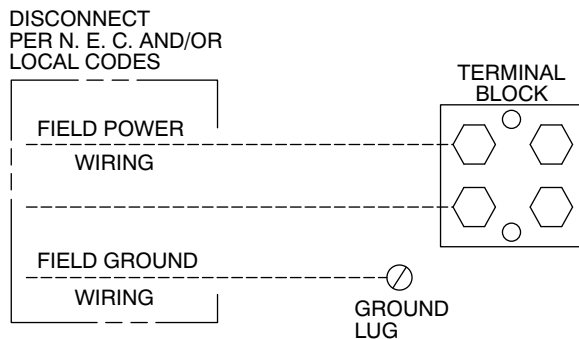 DISCONNECT
PER N. E. C. AND/OR
LOCAL CODES
TERMINAL
BLOCK
FIELD POWER
WIRING
FIELD GROUND
WIRING
GROUND
LUG